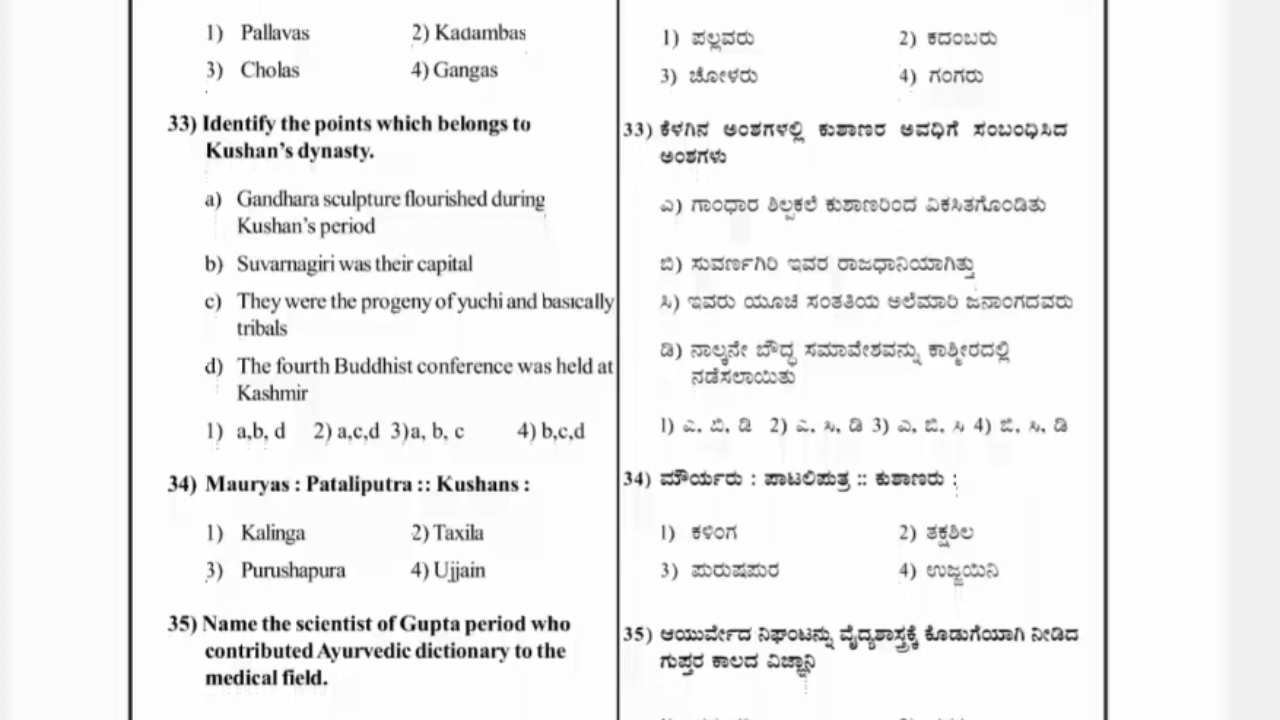 1) Pallavas 2) Kadambas
3) Cholas 4) Gangas
33) Identify the points which belongs to
Kushan's dynasty.
a) Gandhara sculpture flourished during
Kushan's period
b) Suvarnagiri was their capital
c) They were the progeny of yuchi and basically
tribals
d) The fourth Buddhist conference was held at
Kashmir
1) a,b, d 2) a,c,d 3)a, b, c 4) b,c,d
34) Mauryas : Pataliputra :: Kushans :
1) Kalinga 2) Taxila
3) Purushapura 4) Ujjain
35) Name the scientist of Gupta period who
contributed Ayurvedic dictionary to the
medical field.
1) ಪಲ್ಲವರು 2) ಕದಂಬರು
3) ಚೋಳರು 4) ಗಂಗರು
33) ಕೆಳಗಿನ ಅಂಶಗಳಲ್ಲಿ ಕುಶಾಣರ ಅವಧಿಗೆ ಸಂಬಂಧಿಸಿದ
ಅಂಶಗಳು
ಎ) ಗಾಂಧಾರ ಶಿಲ್ಪಕಲೆ ಕುಶಾಣರಿಂದ ವಿಕಸಿತಗೊಂಡಿತು
ಬಿ) ಸುವರ್ಣಗಿರಿ ಇವರ ರಾಜಧಾನಿಯಾಗಿತ್ತು
ಸಿ) ಇವರು ಯೂಚಿ ಸಂತತಿಯ ಅಲೆಮಾರಿ ಜನಾಂಗದವರು
ಡಿ) ನಾಲ್ಕನೇ ಬೌದ್ಧ ಸಮಾವೇಶವನ್ನು ಕಾಶ್ಮೀರದಲ್ಲಿ
ನಡೆಸಲಾಯಿತು
1) ಎ, ಬಿ, ಡಿ 2) ಎ, ಸಿ, ಡಿ 3) ಎ, ಬಿ, ಸಿ 4) ಬಿ, ಸಿ, ಡಿ
34) ಮೌರ್ಯರು : ಪಾಟಲಿಪುತ್ರ :: ಕುಶಾಣರು :
1) ಕಳಿಂಗ 2) ತಕ್ಷಶಿಲ
3) ಪುರುಷಪುರ 4) ಉಜ್ಜಯಿನಿ
35) ಆಯುರ್ವೇದ ನಿಘಂಟನ್ನು ವೈದ್ಯಶಾಸ್ತ್ರಕ್ಕೆ ಕೊಡುಗೆಯಾಗಿ ನೀಡಿದ
ಗುಪ್ತರ ಕಾಲದ ವಿಜ್ಞಾನಿ